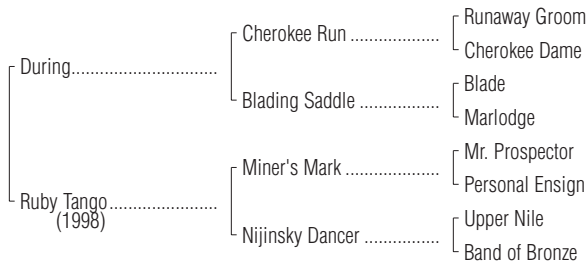 Runaway Groom
Cherokee Run ....................
Cherokee Dame
During.................................
Blade
Blading Saddle ..................
Marlodge
Mr. Prospector
Miner's Mark .....................
Personal Ensign
Ruby Tango........................
(1998)
Upper Nile
Nijinsky Dancer .................
Band of Bronze